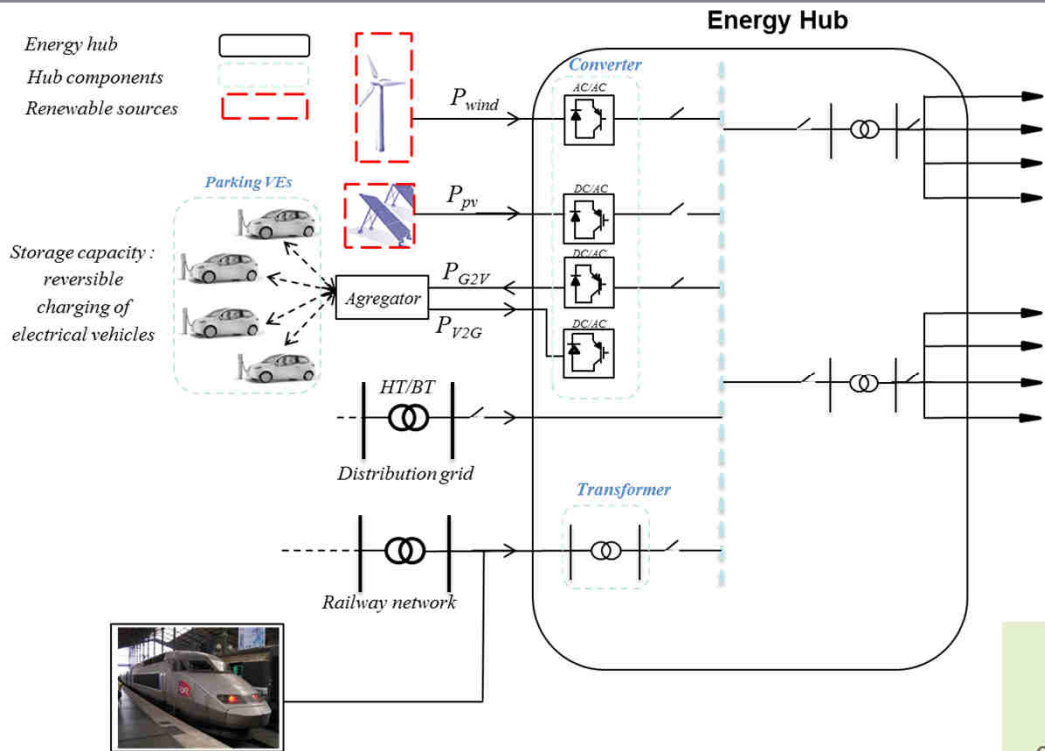 Energy Hub
Energy hub
Hub components
Renewable sources
Converter
AC/AC
P_wind
Parking VEs
DC/AC
P_pv
Storage capacity :
reversible
charging of
electrical vehicles
DC/AC
P_G2V
Agregator
P_V2G
DC/AC
HT/BT
Distribution grid
Transformer
Railway network